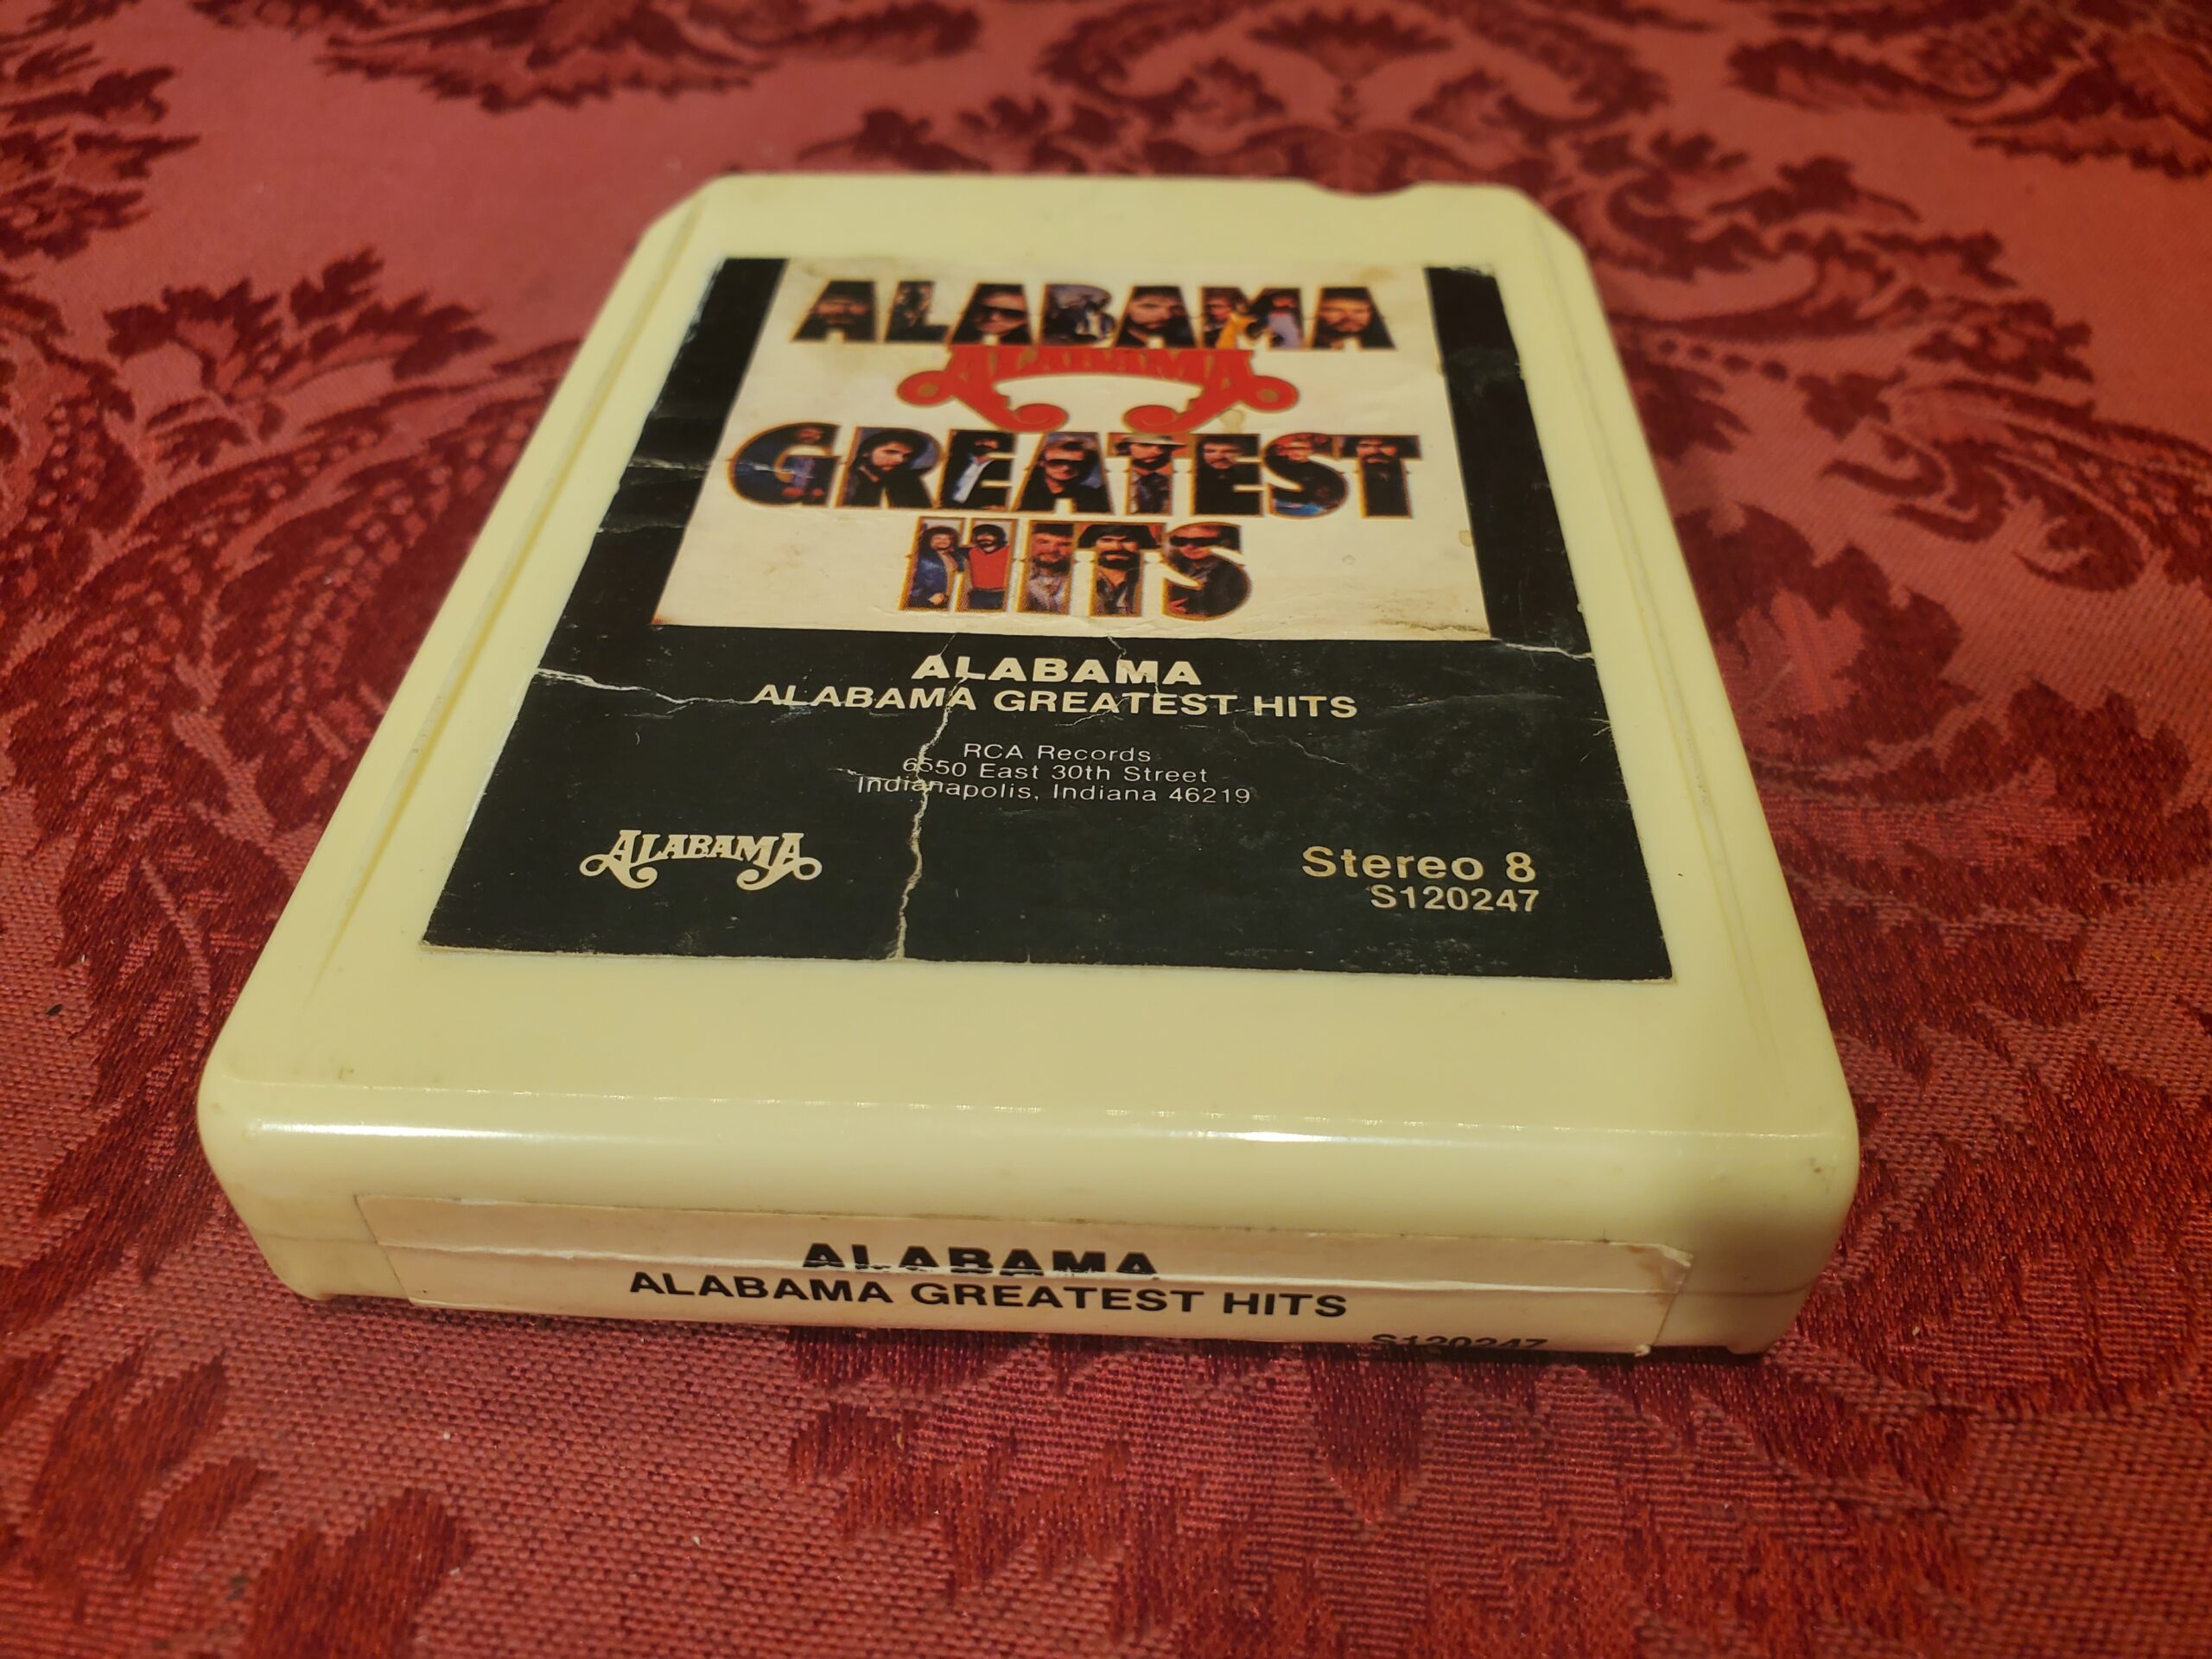 ALABAMA
ALABAMA
GREATEST
HITS
ALABAMA
ALABAMA GREATEST HITS
RCA Records
6550 East 30th Street
Indianapolis, Indiana 46219
ALABAMA
Stereo 8
S120247
ALABAMA
ALABAMA GREATEST HITS
S120247